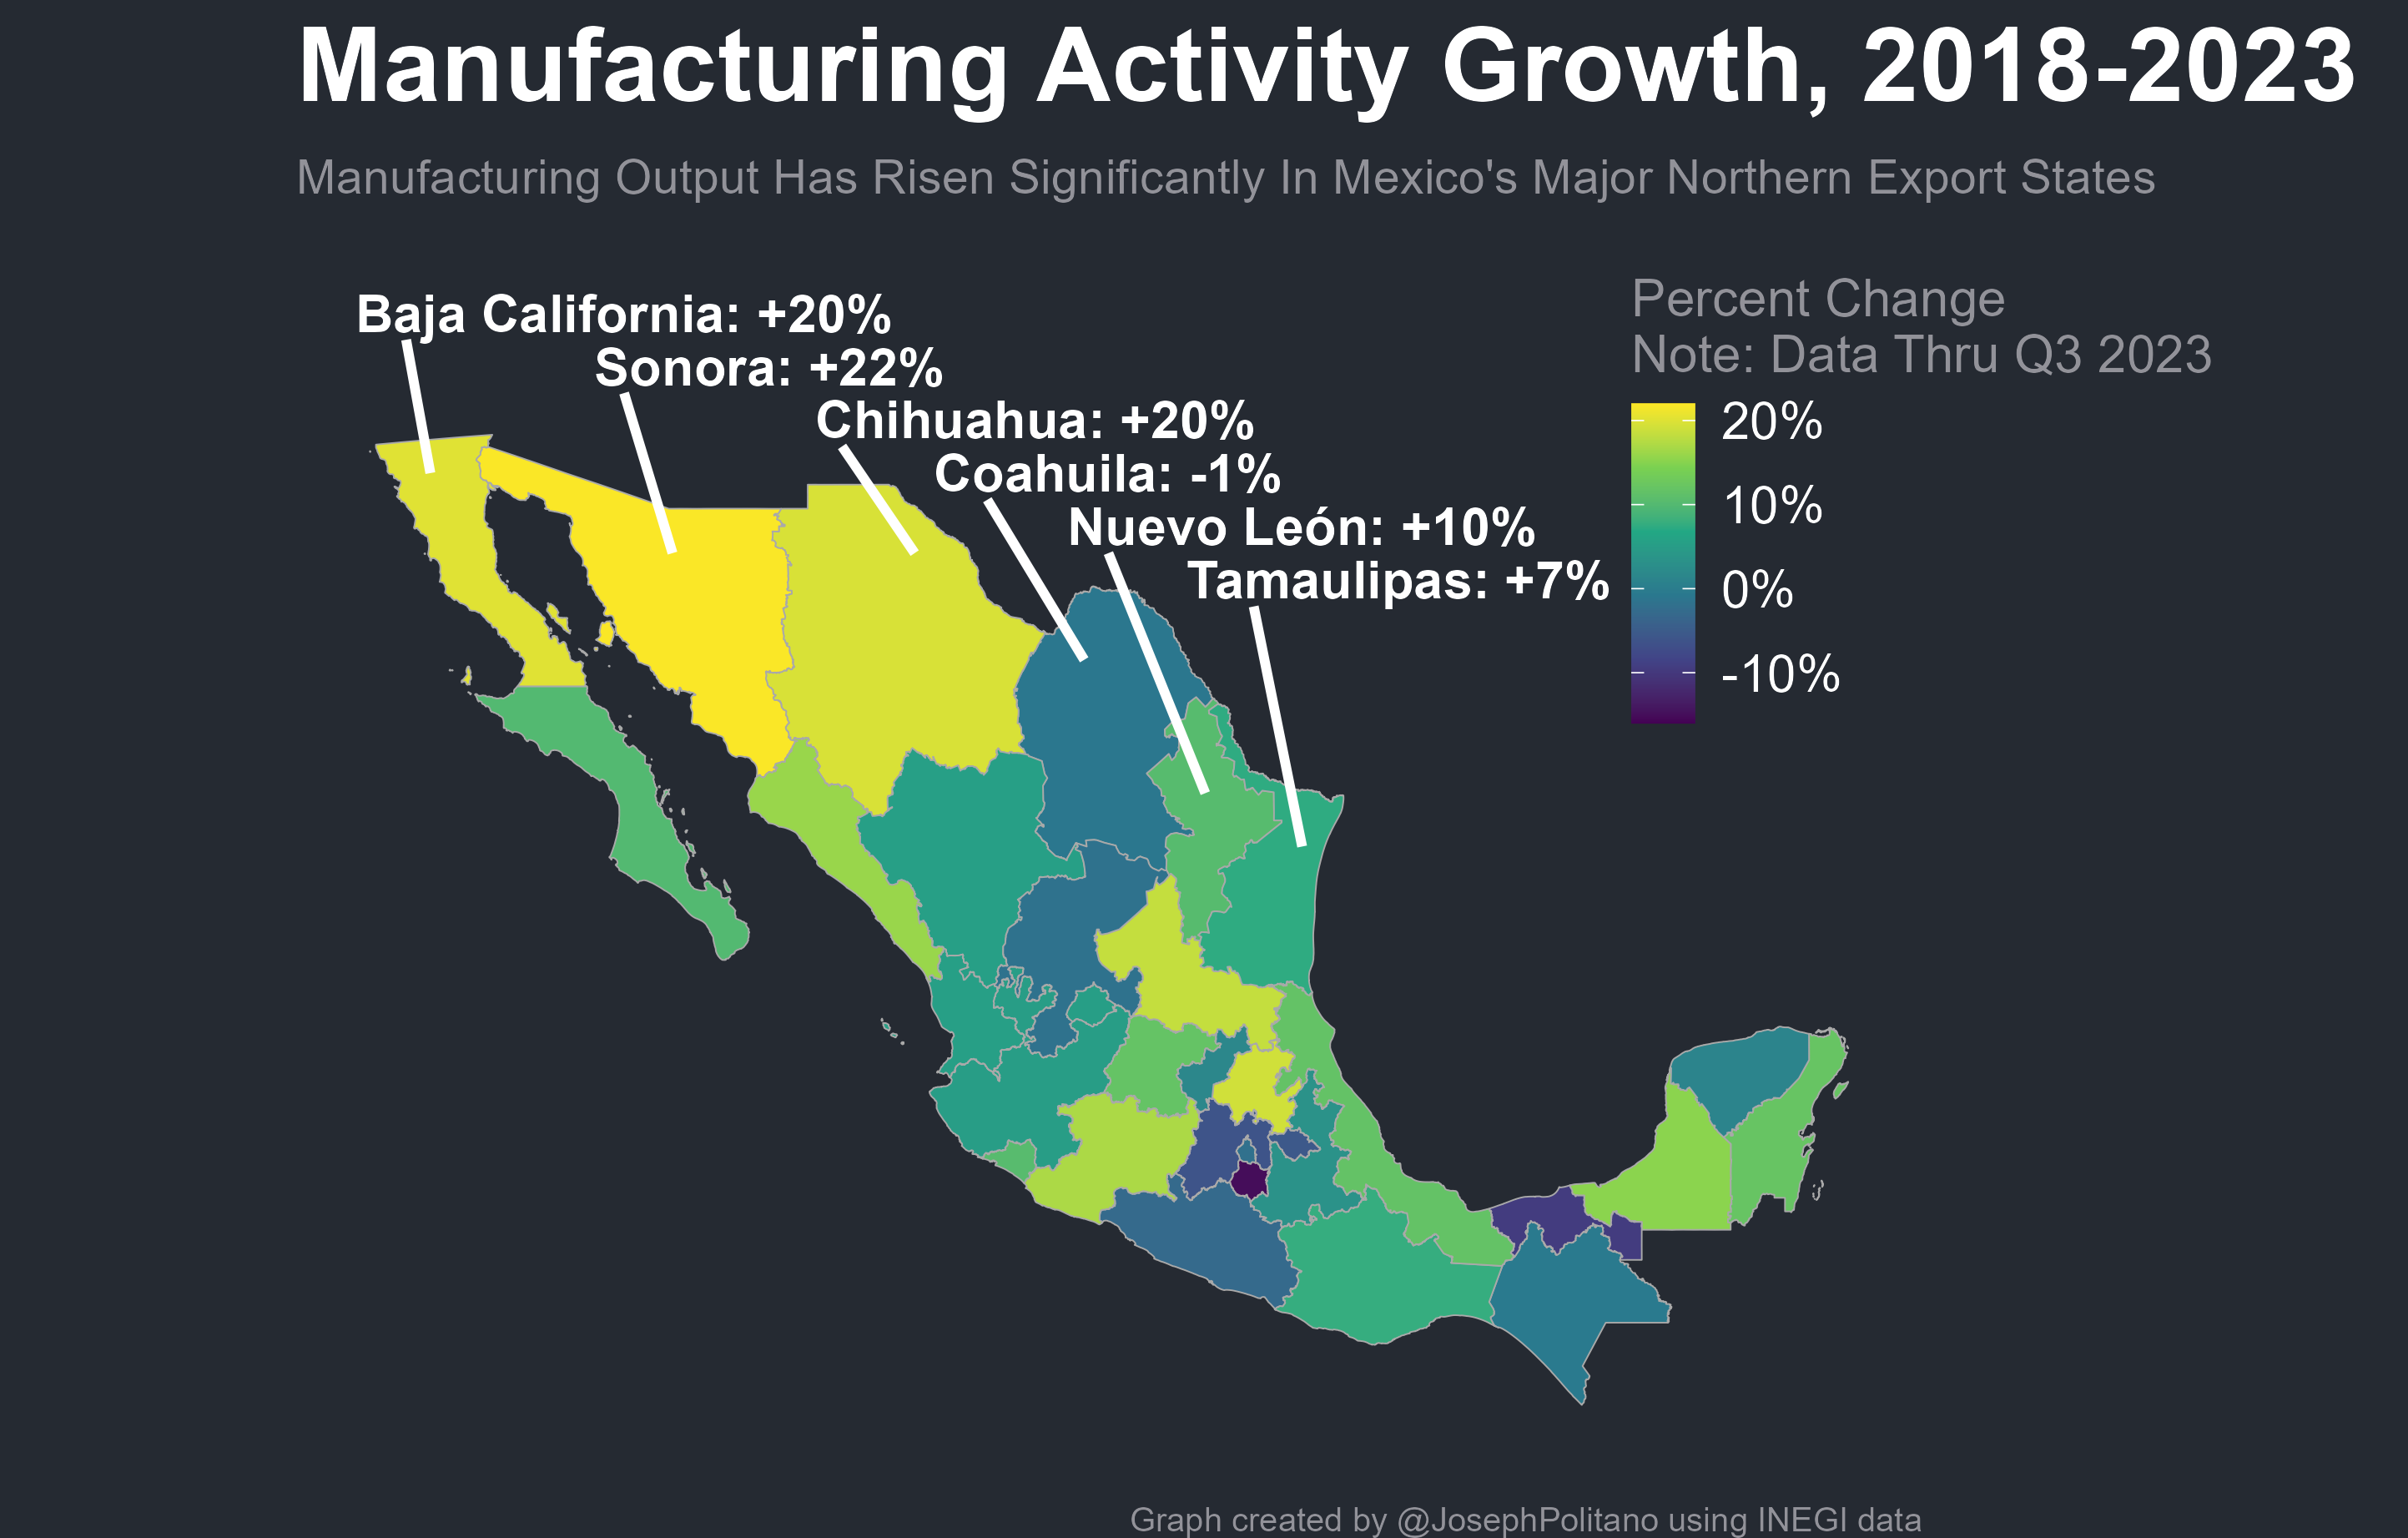 Manufacturing Activity Growth, 2018-2023
Manufacturing Output Has Risen Significantly In Mexico's Major Northern Export States
Percent Change
Note: Data Thru Q3 2023
20%
10%
0%
-10%
Baja California: +20%
Sonora: +22%
Chihuahua: +20%
Coahuila: -1%
Nuevo León: +10%
Tamaulipas: +7%
Graph created by @JosephPolitano using INEGI data